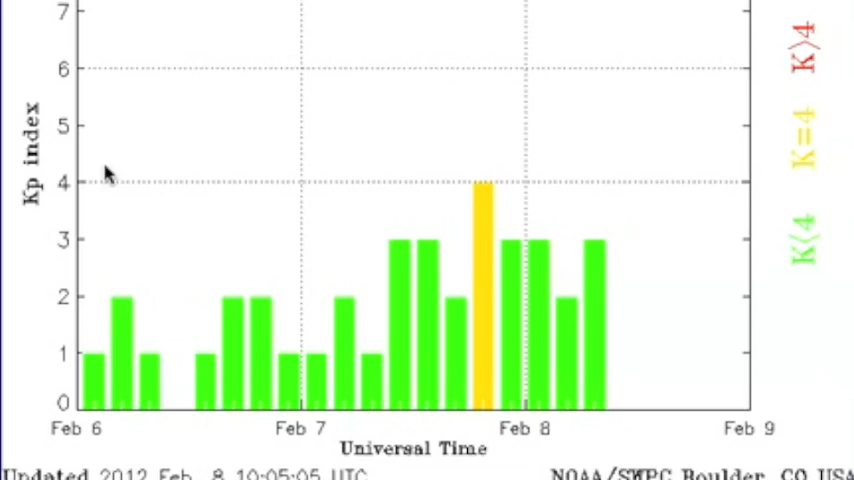 7
6
5
4
3
2
1
0
Kp index
Feb 6 Feb 7 Feb 8 Feb 9
Universal Time
Updated 2012 Feb 8 10:05:05 UTC NOAA/SWPC Boulder, CO USA
K<4 K=4 K>4